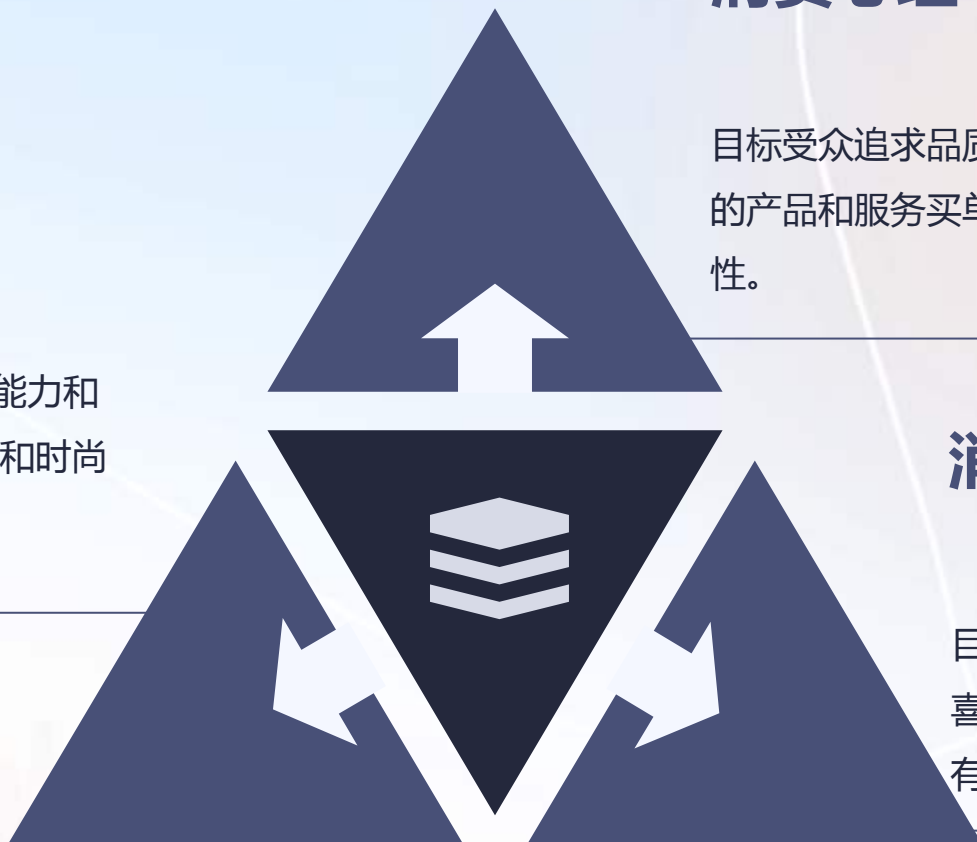 目标受众追求品质
的产品和服务买单
性。
能力和
和时尚
消
目
喜
有